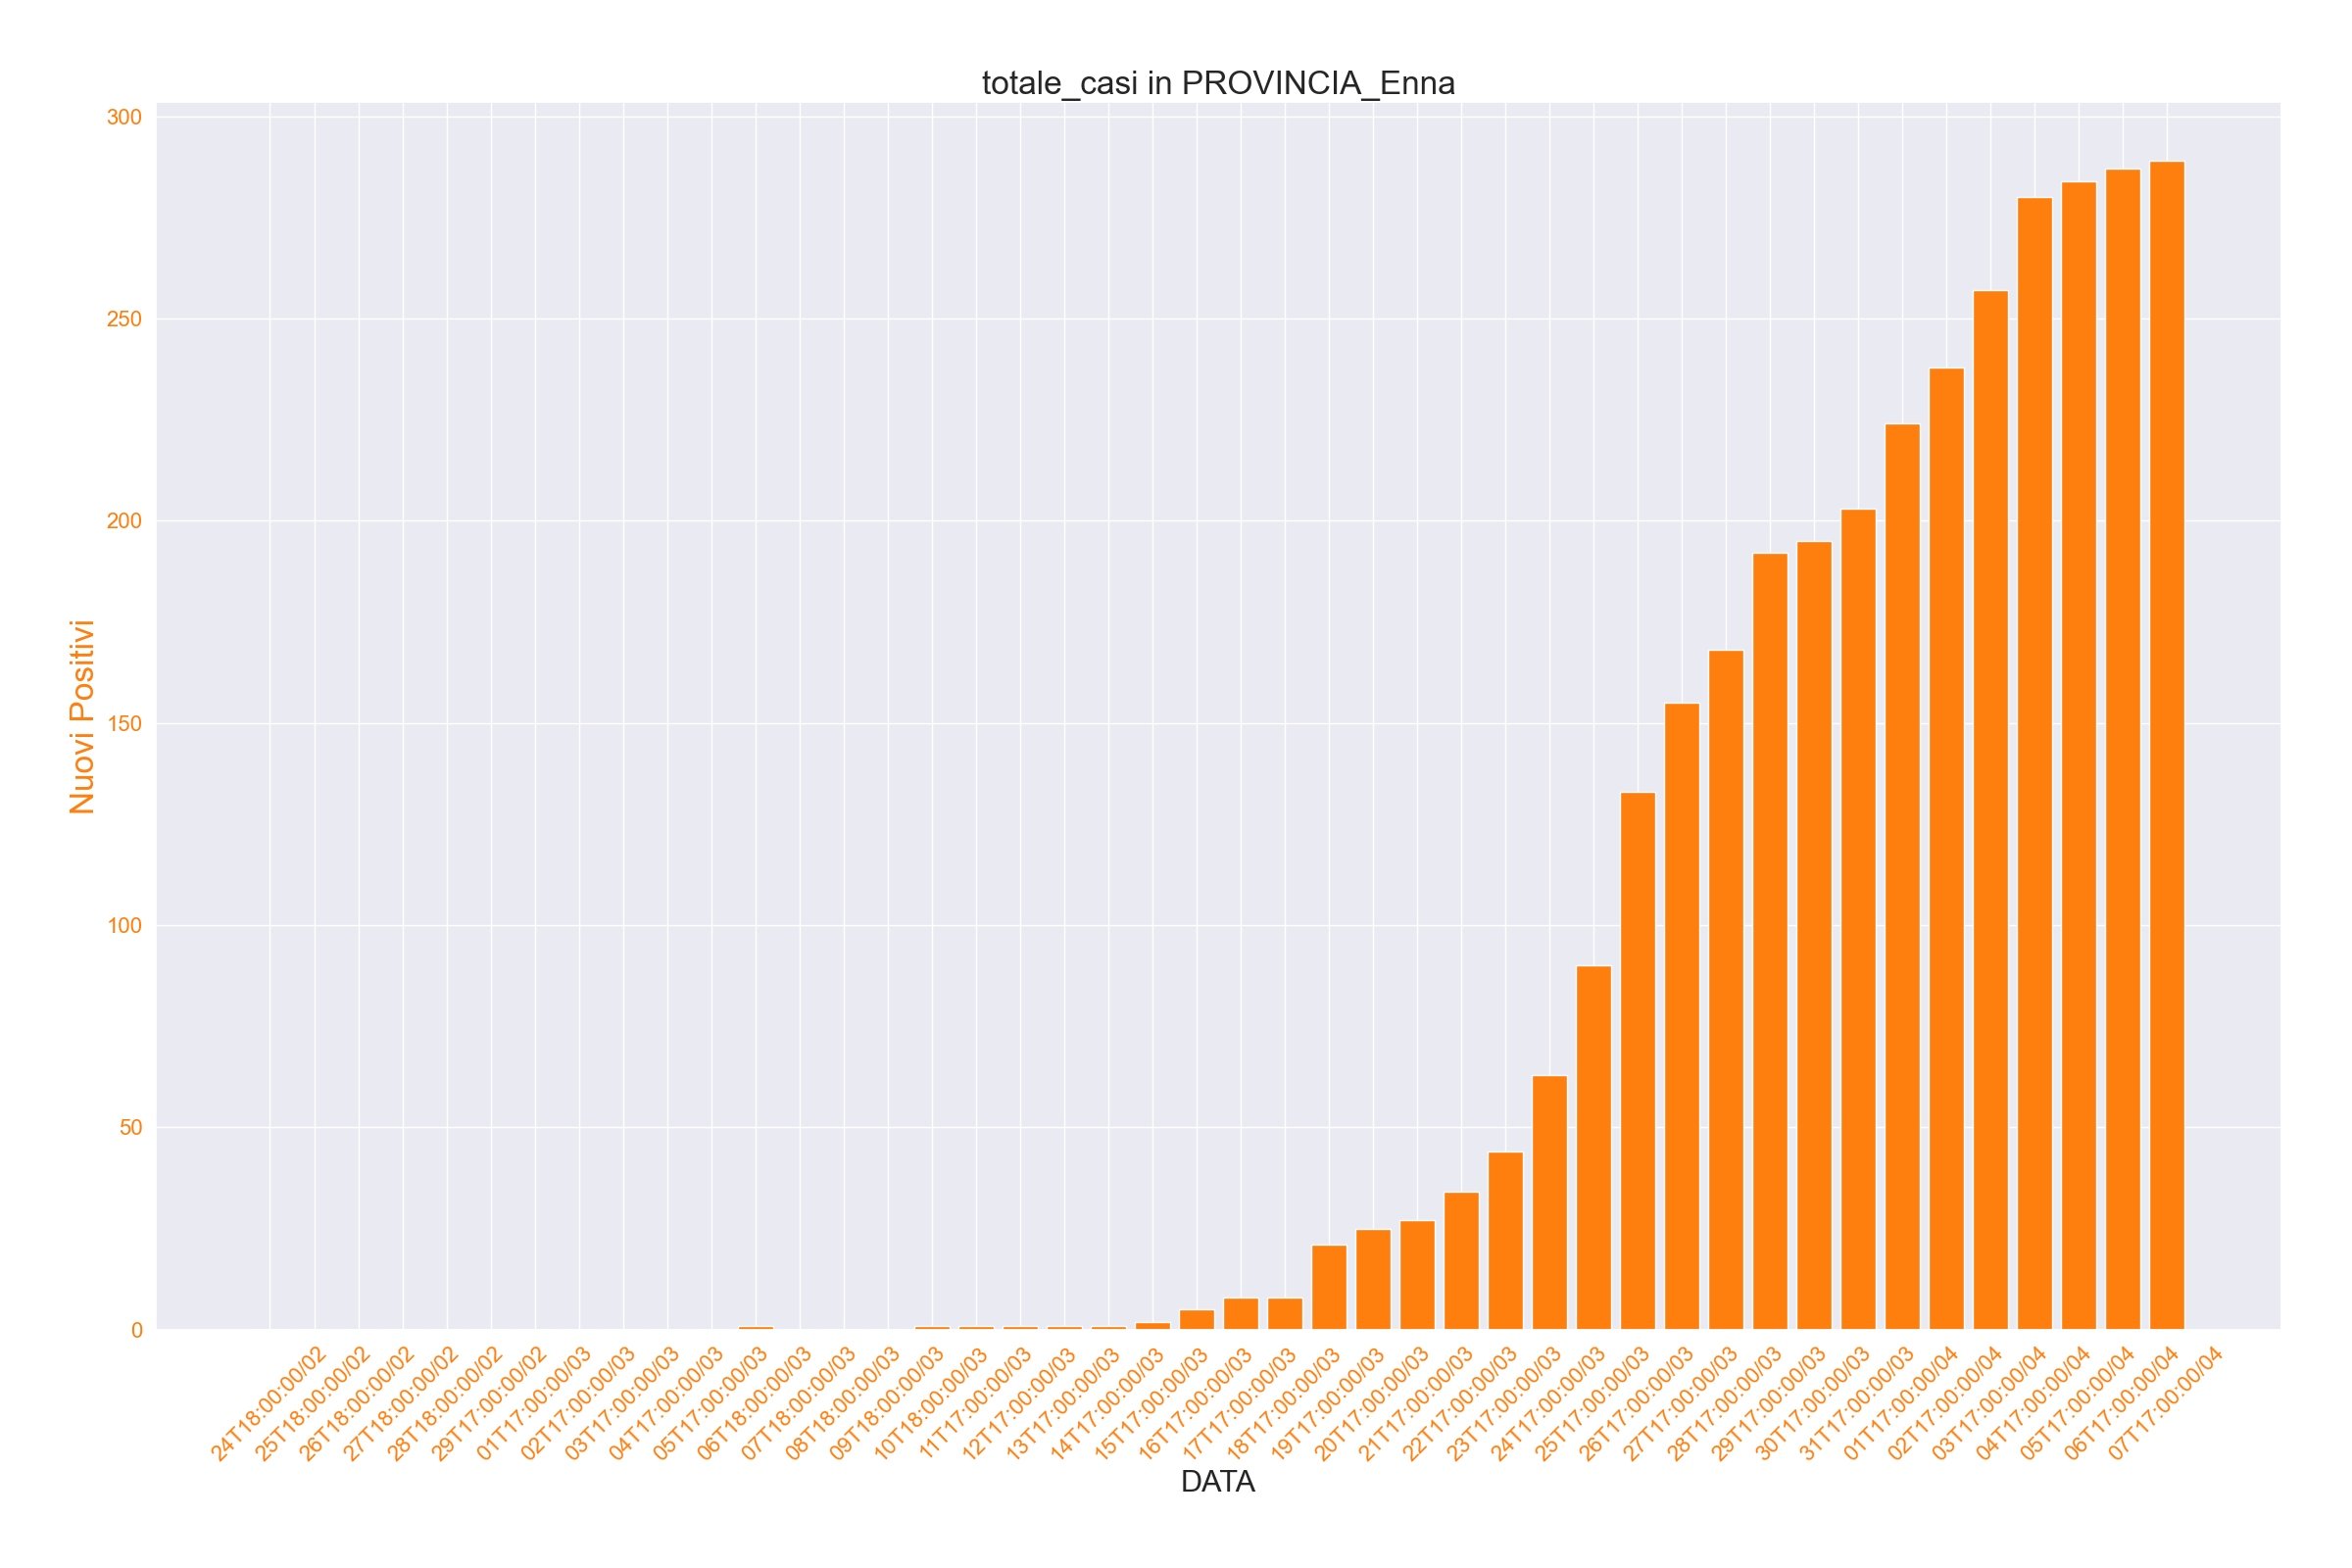 totale_casi in PROVINCIA_Enna
Nuovi Positivi
300
250
200
150
100
50
0
24T18:00:00/02
25T18:00:00/02
26T18:00:00/02
27T18:00:00/02
28T18:00:00/02
29T17:00:00/02
01T17:00:00/03
02T17:00:00/03
03T17:00:00/03
04T17:00:00/03
05T17:00:00/03
06T18:00:00/03
07T18:00:00/03
08T18:00:00/03
09T18:00:00/03
10T18:00:00/03
11T17:00:00/03
12T17:00:00/03
13T17:00:00/03
14T17:00:00/03
15T17:00:00/03
16T17:00:00/03
17T17:00:00/03
18T17:00:00/03
19T17:00:00/03
20T17:00:00/03
21T17:00:00/03
22T17:00:00/03
23T17:00:00/03
24T17:00:00/03
25T17:00:00/03
26T17:00:00/03
27T17:00:00/03
28T17:00:00/03
29T17:00:00/03
30T17:00:00/03
31T17:00:00/03
01T17:00:00/04
02T17:00:00/04
03T17:00:00/04
04T17:00:00/04
05T17:00:00/04
06T17:00:00/04
07T17:00:00/04
DATA